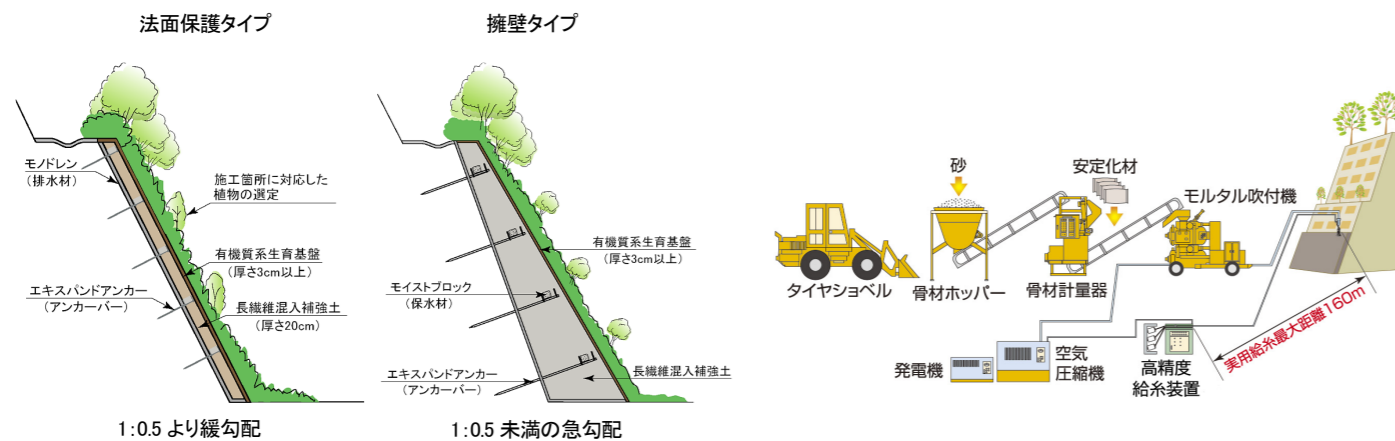 法面保護タイプ
モノドレン
(排水材)
施工箇所に対応した
植物の選定
有機質系生育基盤
(厚さ3cm以上)
エキスパンドアンカー
(アンカーバー)
長繊維混入補強土
(厚さ20cm)
1:0.5 より緩勾配
擁壁タイプ
有機質系生育基盤
(厚さ3cm以上)
モイストブロック
(保水材)
エキスパンドアンカー
(アンカーバー)
長繊維混入補強土
1:0.5 未満の急勾配
砂
安定化材
モルタル吹付機
タイヤショベル
骨材ホッパー
骨材計量器
実用給糸最大距離160m
発電機
空気
圧縮機
高精度
給糸装置